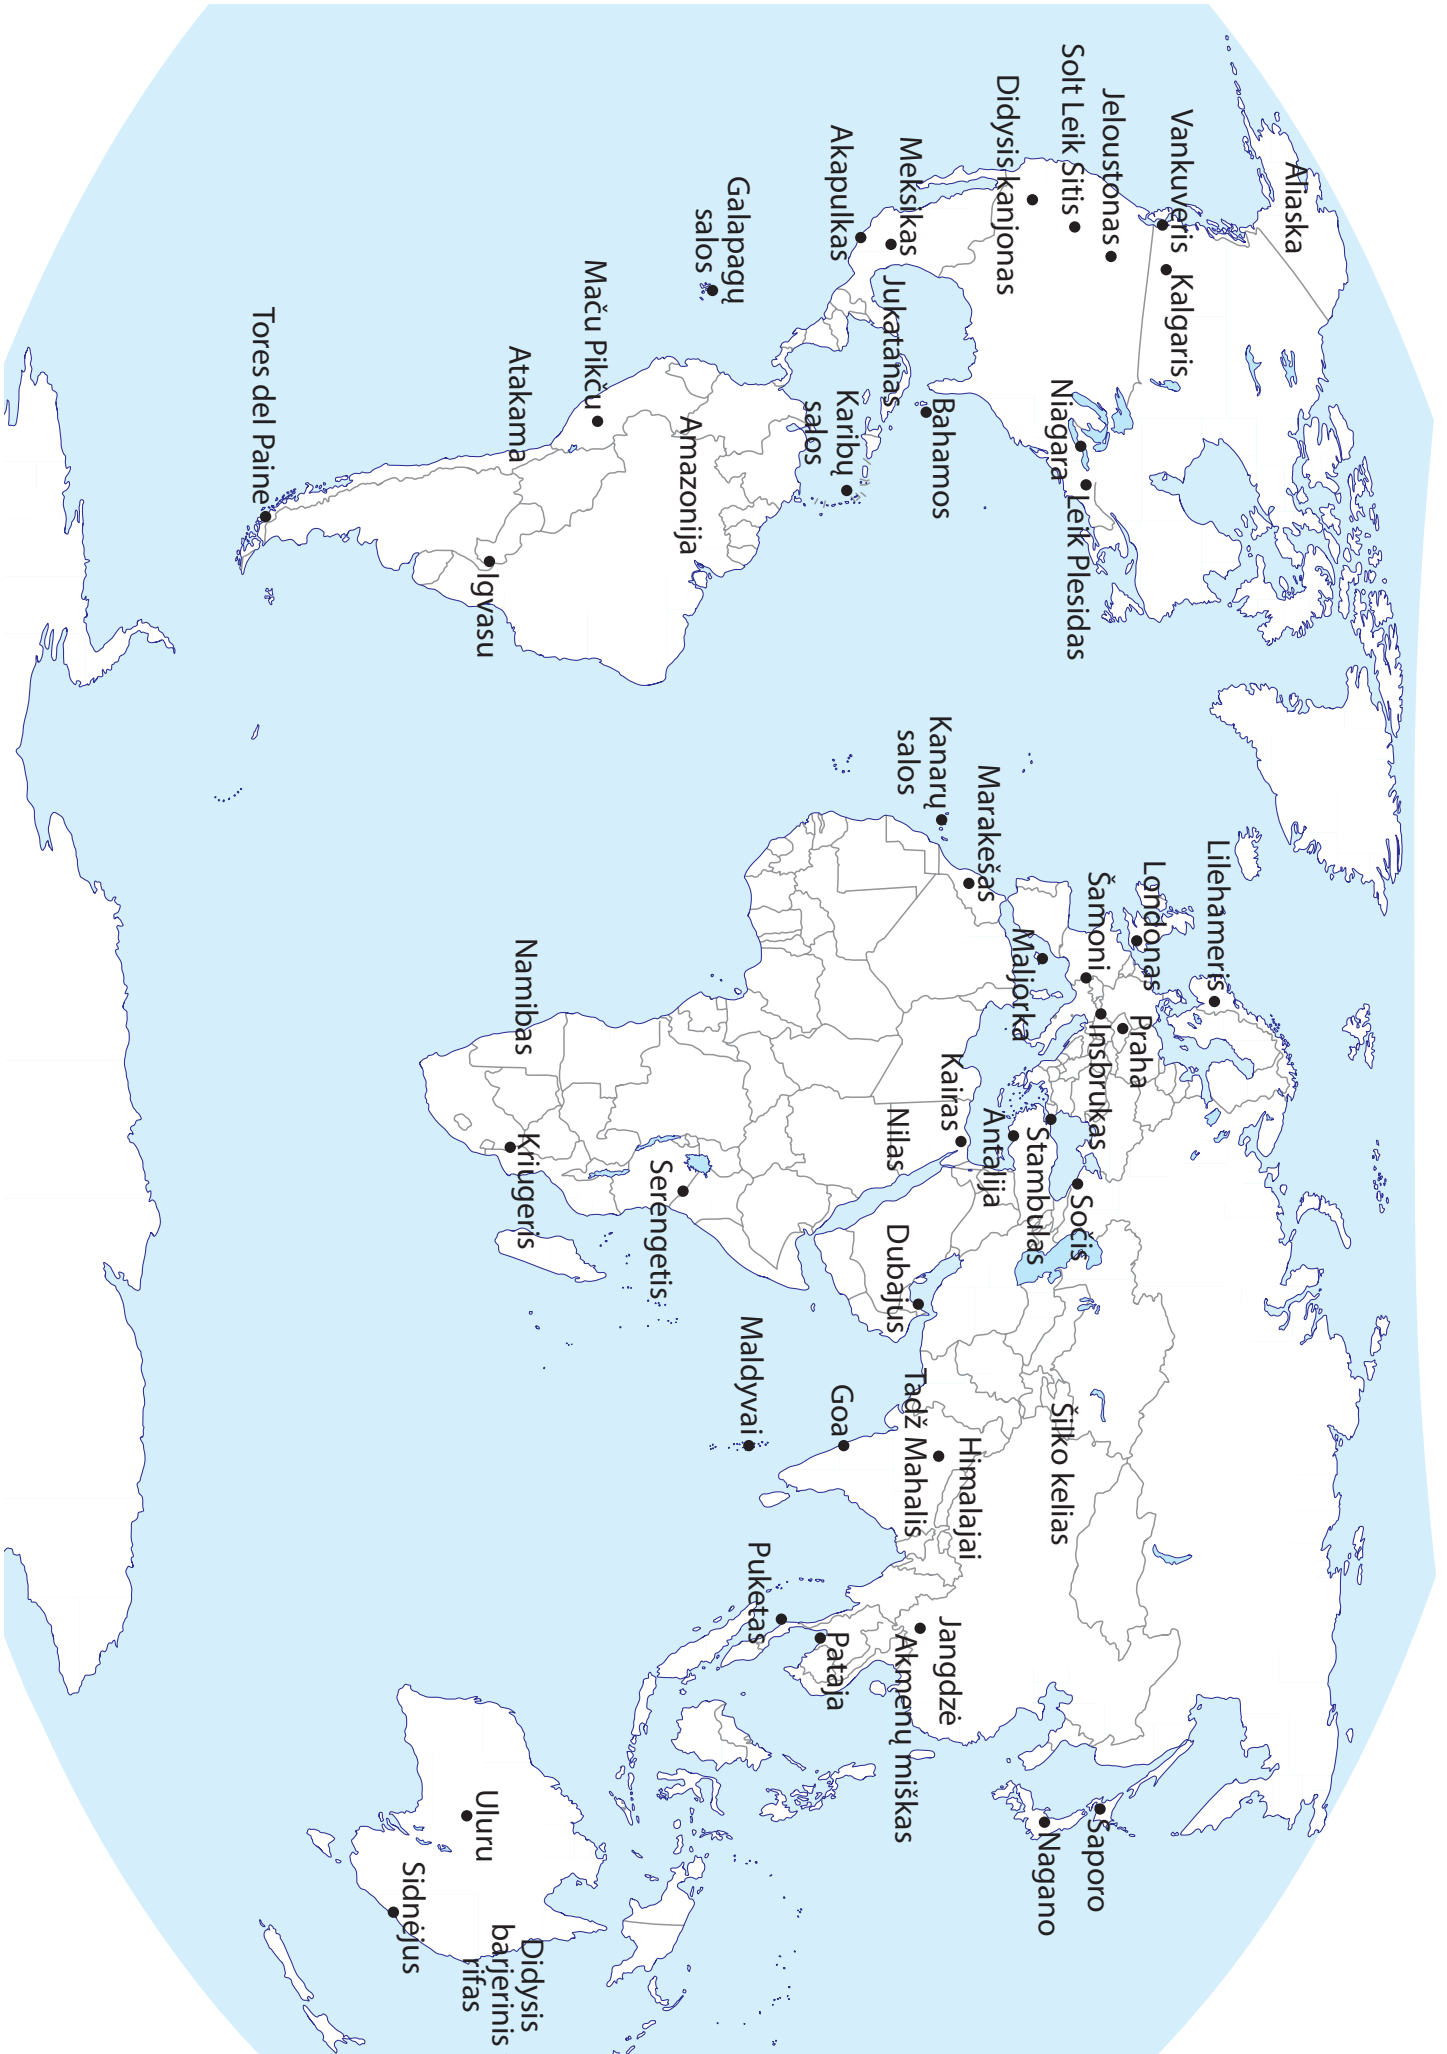 Aliaska
Vankuveris
Kalgaris
Jeloustonas
Solt Leik Sitis
Didysis kanjonas
Niagara
Leik Plesidas
Meksikas
Akapulkas
Jukatanas
Bahamos
Karibų
salos
Galapagų
salos
Amazonija
Maču Pikču
Atakama
Igvasu
Tores del Paine
Lilehameris
Londonas
Praha
Šamoni
Insbrukas
Maljorka
Stambulas
Sočis
Antalija
Marakešas
Kanarų
salos
Kairas
Nilas
Dubajus
Serengetis
Namibas
Kriugeris
Šilko kelias
Himalajai
Tadž Mahalis
Goa
Maldyvai
Jangdzė
Akmenų miškas
Pataja
Puketas
Saporo
Nagano
Uluru
Sidnėjus
Didysis
barjerinis
rifas